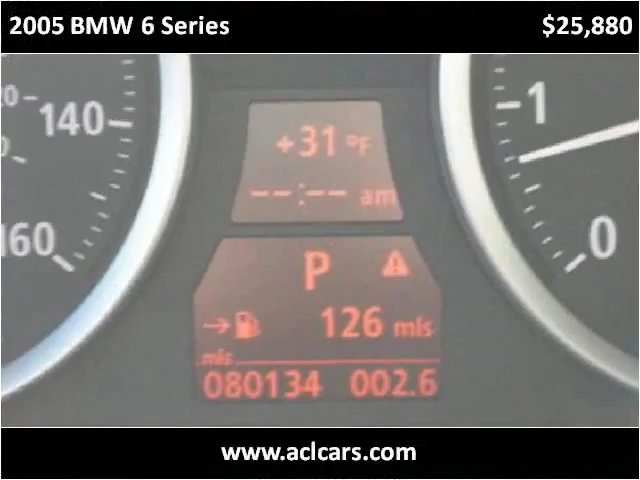 2005 BMW 6 Series $25,880
20
140
160
+31 °F
--:-- am
1
0
P
126 mls
mls
080134 002.6
www.aclcars.com